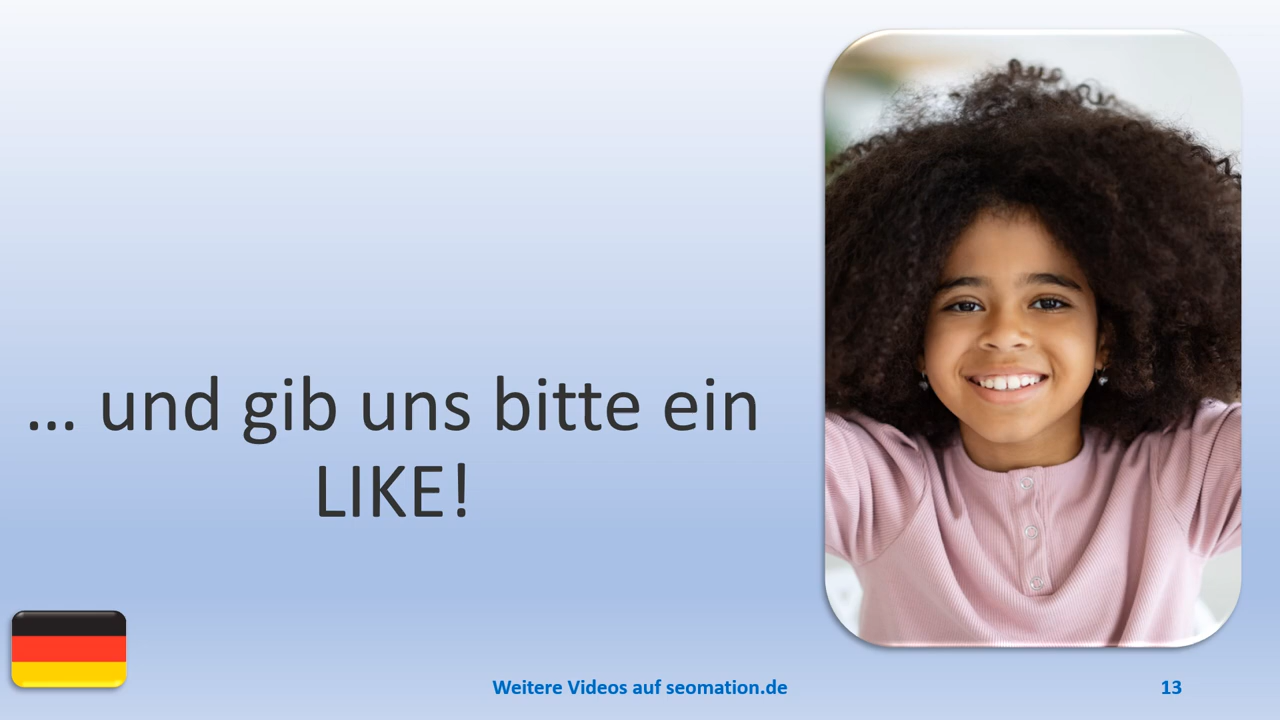 ... und gib uns bitte ein
LIKE!
Weitere Videos auf seomation.de
13